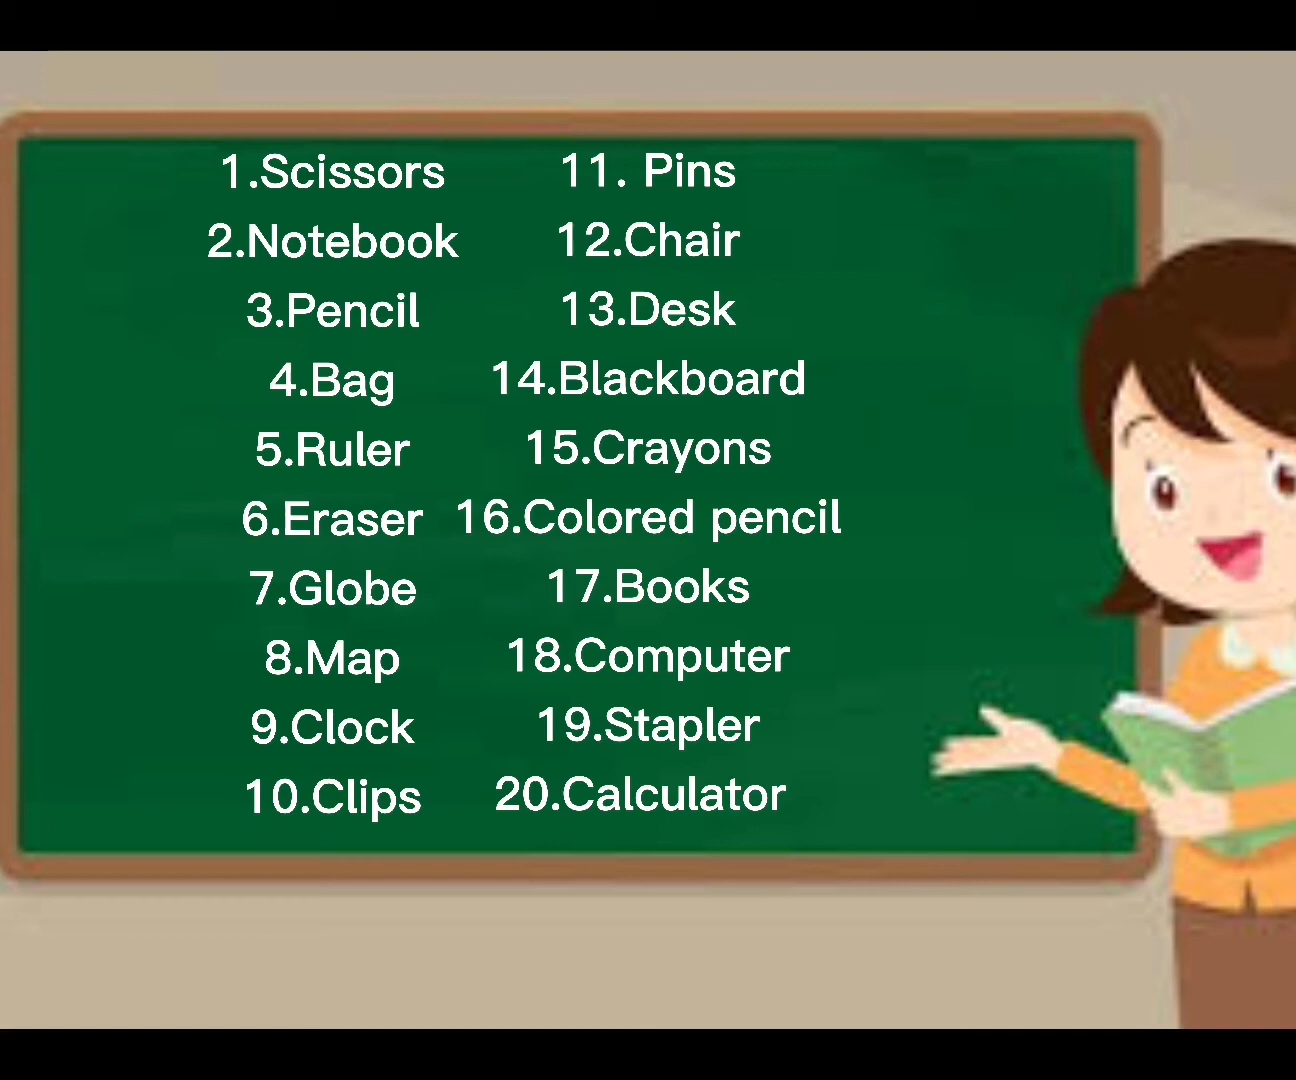 1.Scissors
2.Notebook
3.Pencil
4.Bag
5.Ruler
6.Eraser
7.Globe
8.Map
9.Clock
10.Clips
11. Pins
12.Chair
13.Desk
14.Blackboard
15.Crayons
16.Colored pencil
17.Books
18.Computer
19.Stapler
20.Calculator